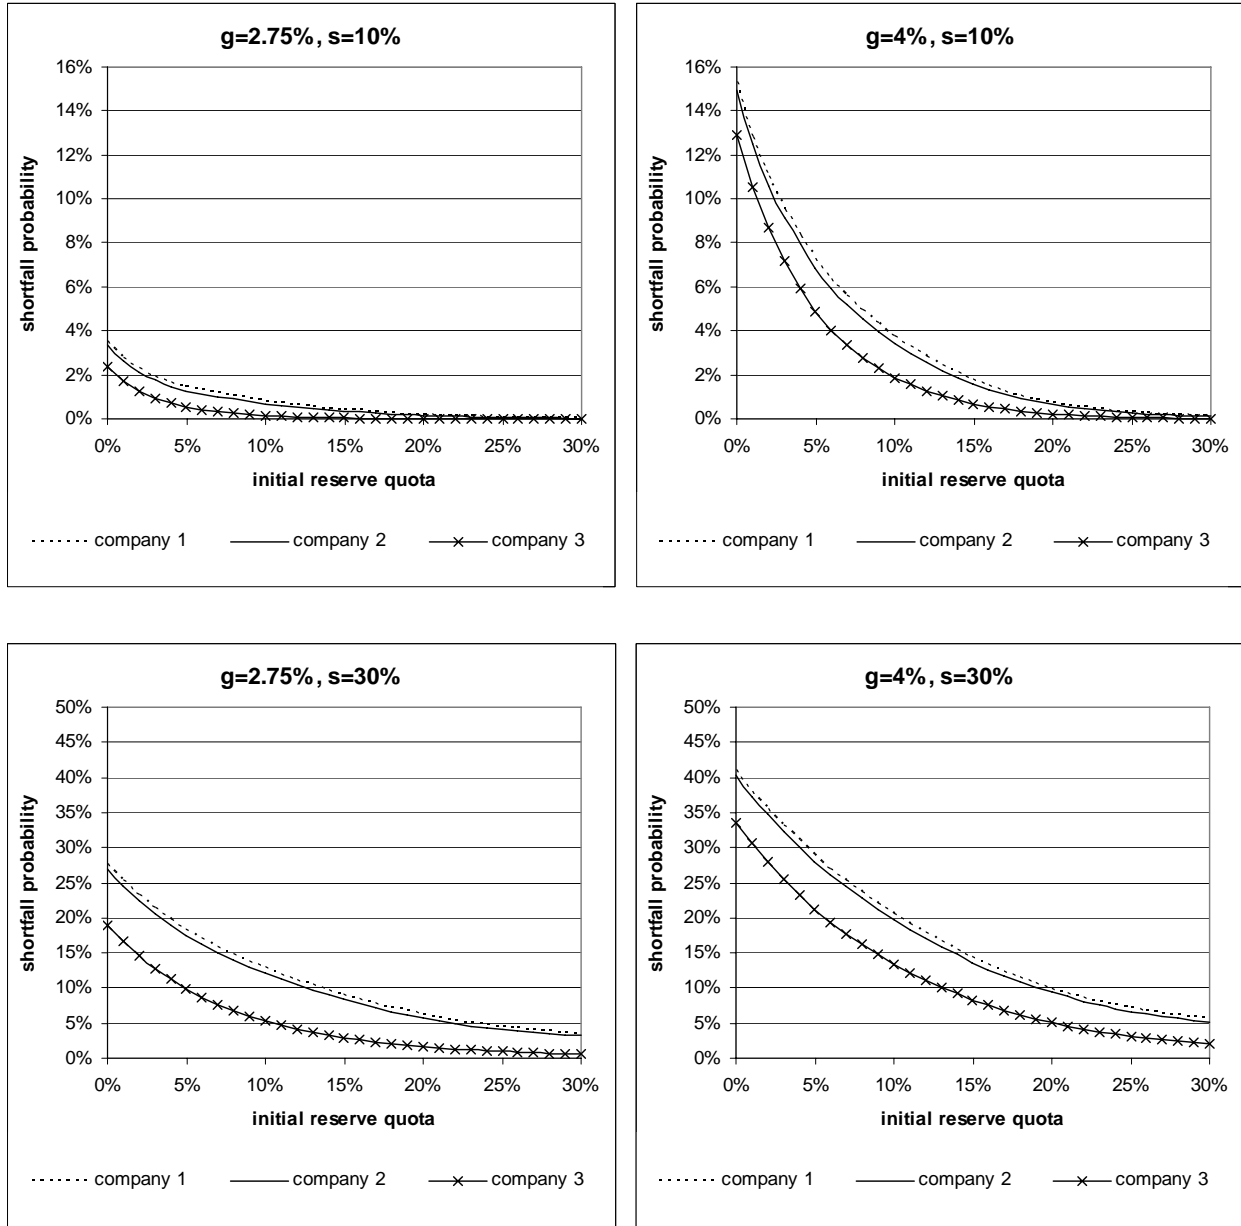 g=2.75%, s=10%
16%
14%
12%
10%
8%
6%
4%
2%
0%
shortfall probability
0% 5% 10% 15% 20% 25% 30%
initial reserve quota
company 1 company 2 company 3
g=4%, s=10%
16%
14%
12%
10%
8%
6%
4%
2%
0%
shortfall probability
0% 5% 10% 15% 20% 25% 30%
initial reserve quota
company 1 company 2 company 3
g=2.75%, s=30%
50%
45%
40%
35%
30%
25%
20%
15%
10%
5%
0%
shortfall probability
0% 5% 10% 15% 20% 25% 30%
initial reserve quota
company 1 company 2 company 3
g=4%, s=30%
50%
45%
40%
35%
30%
25%
20%
15%
10%
5%
0%
shortfall probability
0% 5% 10% 15% 20% 25% 30%
initial reserve quota
company 1 company 2 company 3